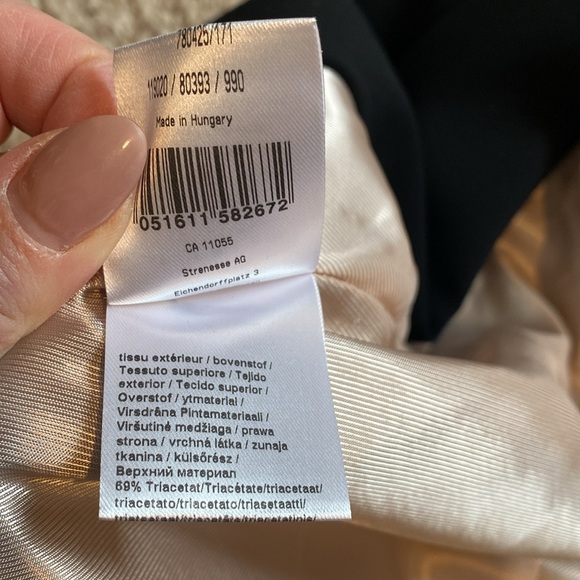 780425/171
118020 / 80393 / 990
Made in Hungary
051611 582672
CA 11055
Strenesse AG
Eichendorffplatz 3
tissu extérieur / bovenstof /
Tessuto superiore / Tejido
exterior / Tecido superior /
Overstof / ytmaterial /
Virsdrāna Pintamateriaali /
Viršutinė medžiaga / prawa
strona / vrchná látka / zunaja
tkanina / külsőrész /
Верхний материал
69% Triacetat/Triacétate/triacetaat/
triacetato/triacetato/triasetaatti/